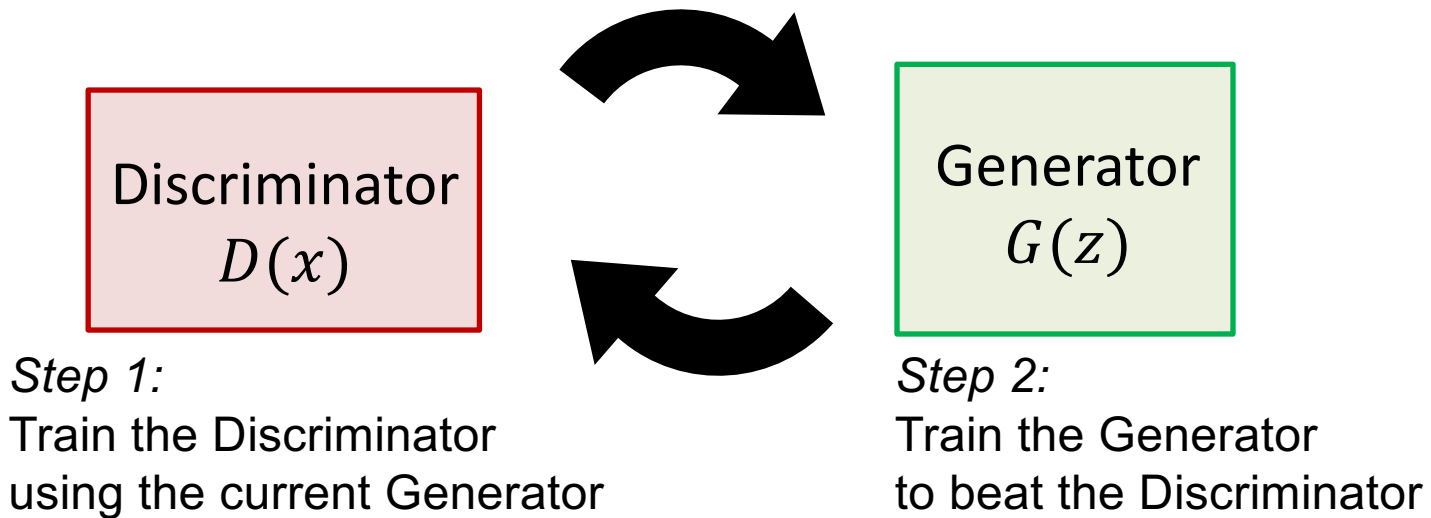 Discriminator
D(x)
Generator
G(z)
Step 1:
Train the Discriminator
using the current Generator
Step 2:
Train the Generator
to beat the Discriminator